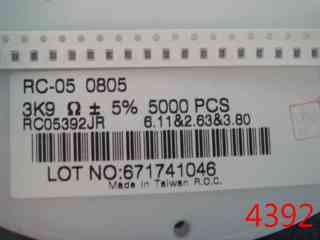 RC-05 0805
3K9 Ω ± 5% 5000 PCS
RC05392JR 6.11&2.63&3.80
LOT NO:671741046
Made in Taiwan R.O.C.
4392